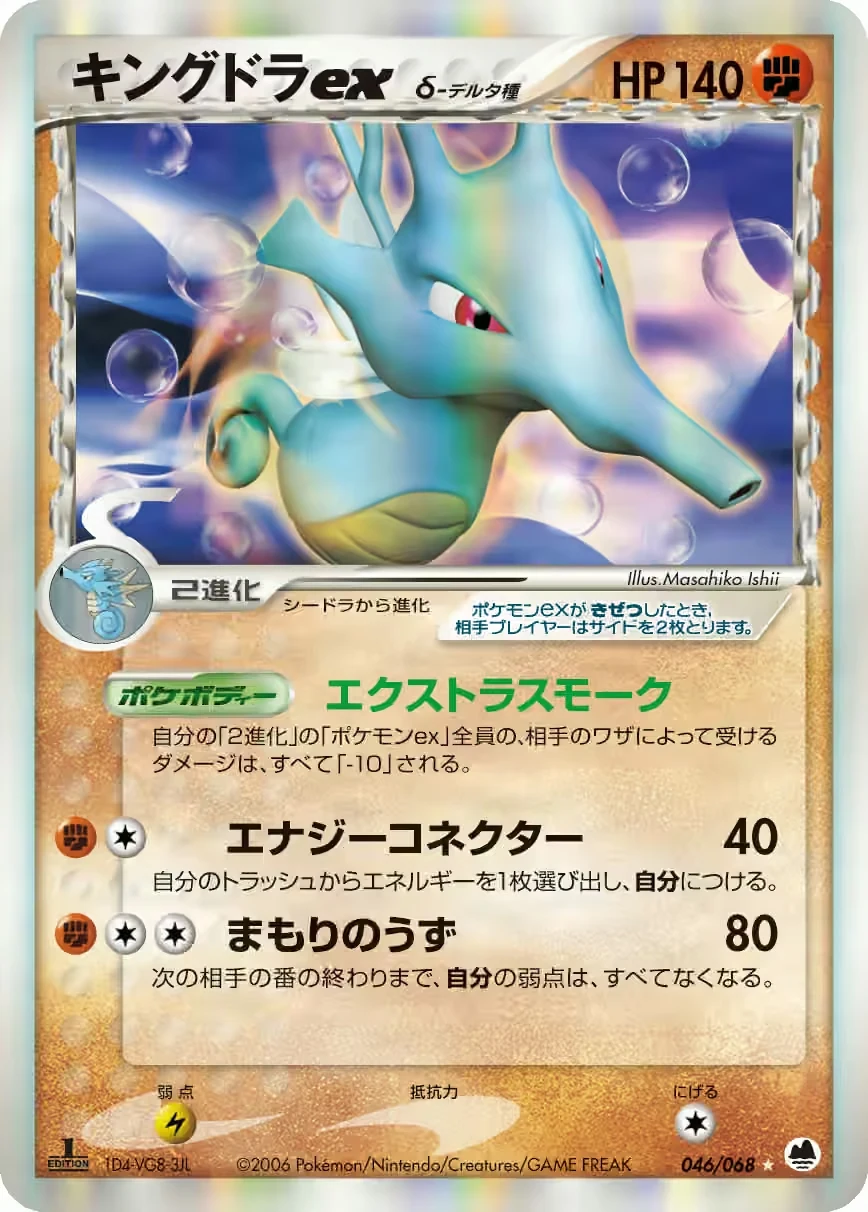 キングドラex δ-デルタ種 HP140
Illus.Masahiko Ishii
2進化
シードラから進化
ポケモンexがきぜつしたとき、
相手プレイヤーはサイドを2枚とります。
ポケボディー エクストラスモーク
自分の「2進化」の「ポケモンex」全員の、相手のワザによって受ける
ダメージは、すべて「-10」される。
エナジーコネクター 40
自分のトラッシュからエネルギーを1枚選び出し、自分につける。
まもりのうず 80
次の相手の番の終わりまで、自分の弱点は、すべてなくなる。
弱点 抵抗力 にげる
1 EDITION 1D4-VG8-3JL ©2006 Pokémon/Nintendo/Creatures/GAME FREAK 046/068 ★